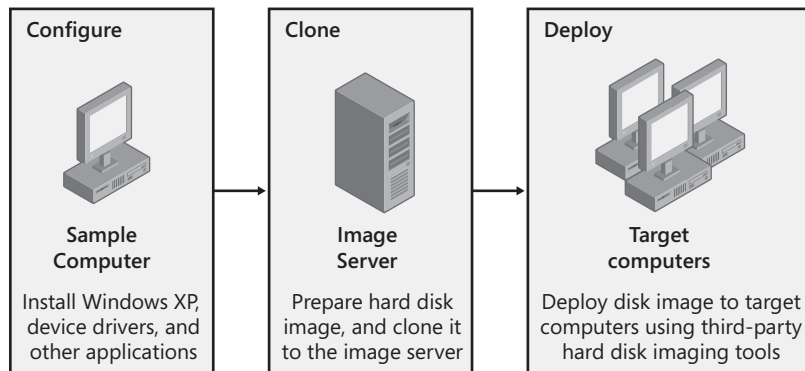 Configure
Sample
Computer
Install Windows XP,
device drivers, and
other applications
Clone
Image
Server
Prepare hard disk
image, and clone it
to the image server
Deploy
Target
computers
Deploy disk image to target
computers using third-party
hard disk imaging tools